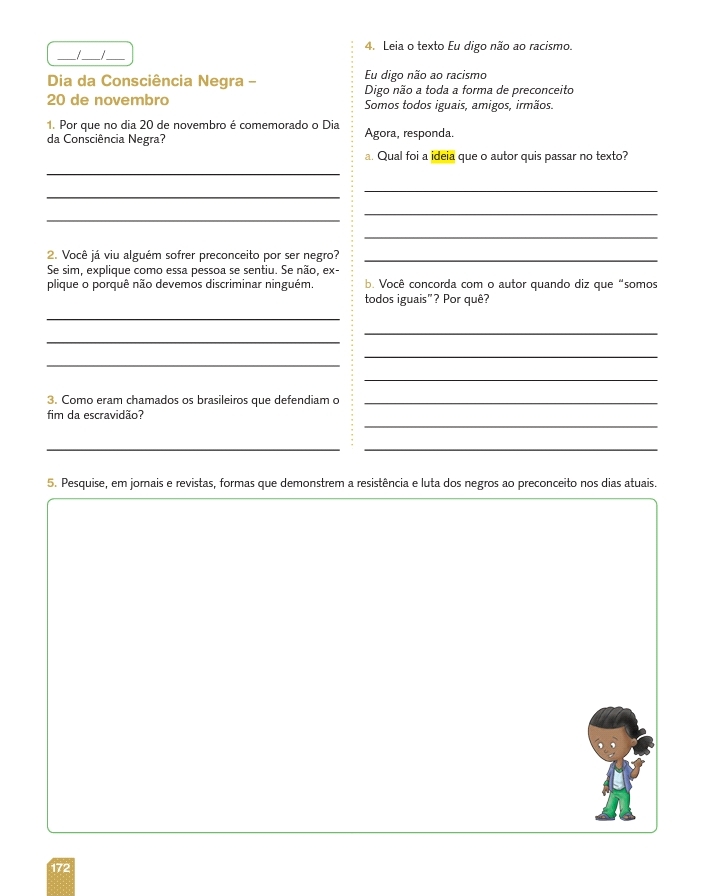 ___/___/___
Dia da Consciência Negra –
20 de novembro
1. Por que no dia 20 de novembro é comemorado o Dia
da Consciência Negra?
2. Você já viu alguém sofrer preconceito por ser negro?
Se sim, explique como essa pessoa se sentiu. Se não, ex-
plique o porquê não devemos discriminar ninguém.
3. Como eram chamados os brasileiros que defendiam o
fim da escravidão?
4. Leia o texto Eu digo não ao racismo.
Eu digo não ao racismo
Digo não a toda a forma de preconceito
Somos todos iguais, amigos, irmãos.
Agora, responda.
a. Qual foi a ideia que o autor quis passar no texto?
b. Você concorda com o autor quando diz que “somos
todos iguais”? Por quê?
5. Pesquise, em jornais e revistas, formas que demonstrem a resistência e luta dos negros ao preconceito nos dias atuais.
172